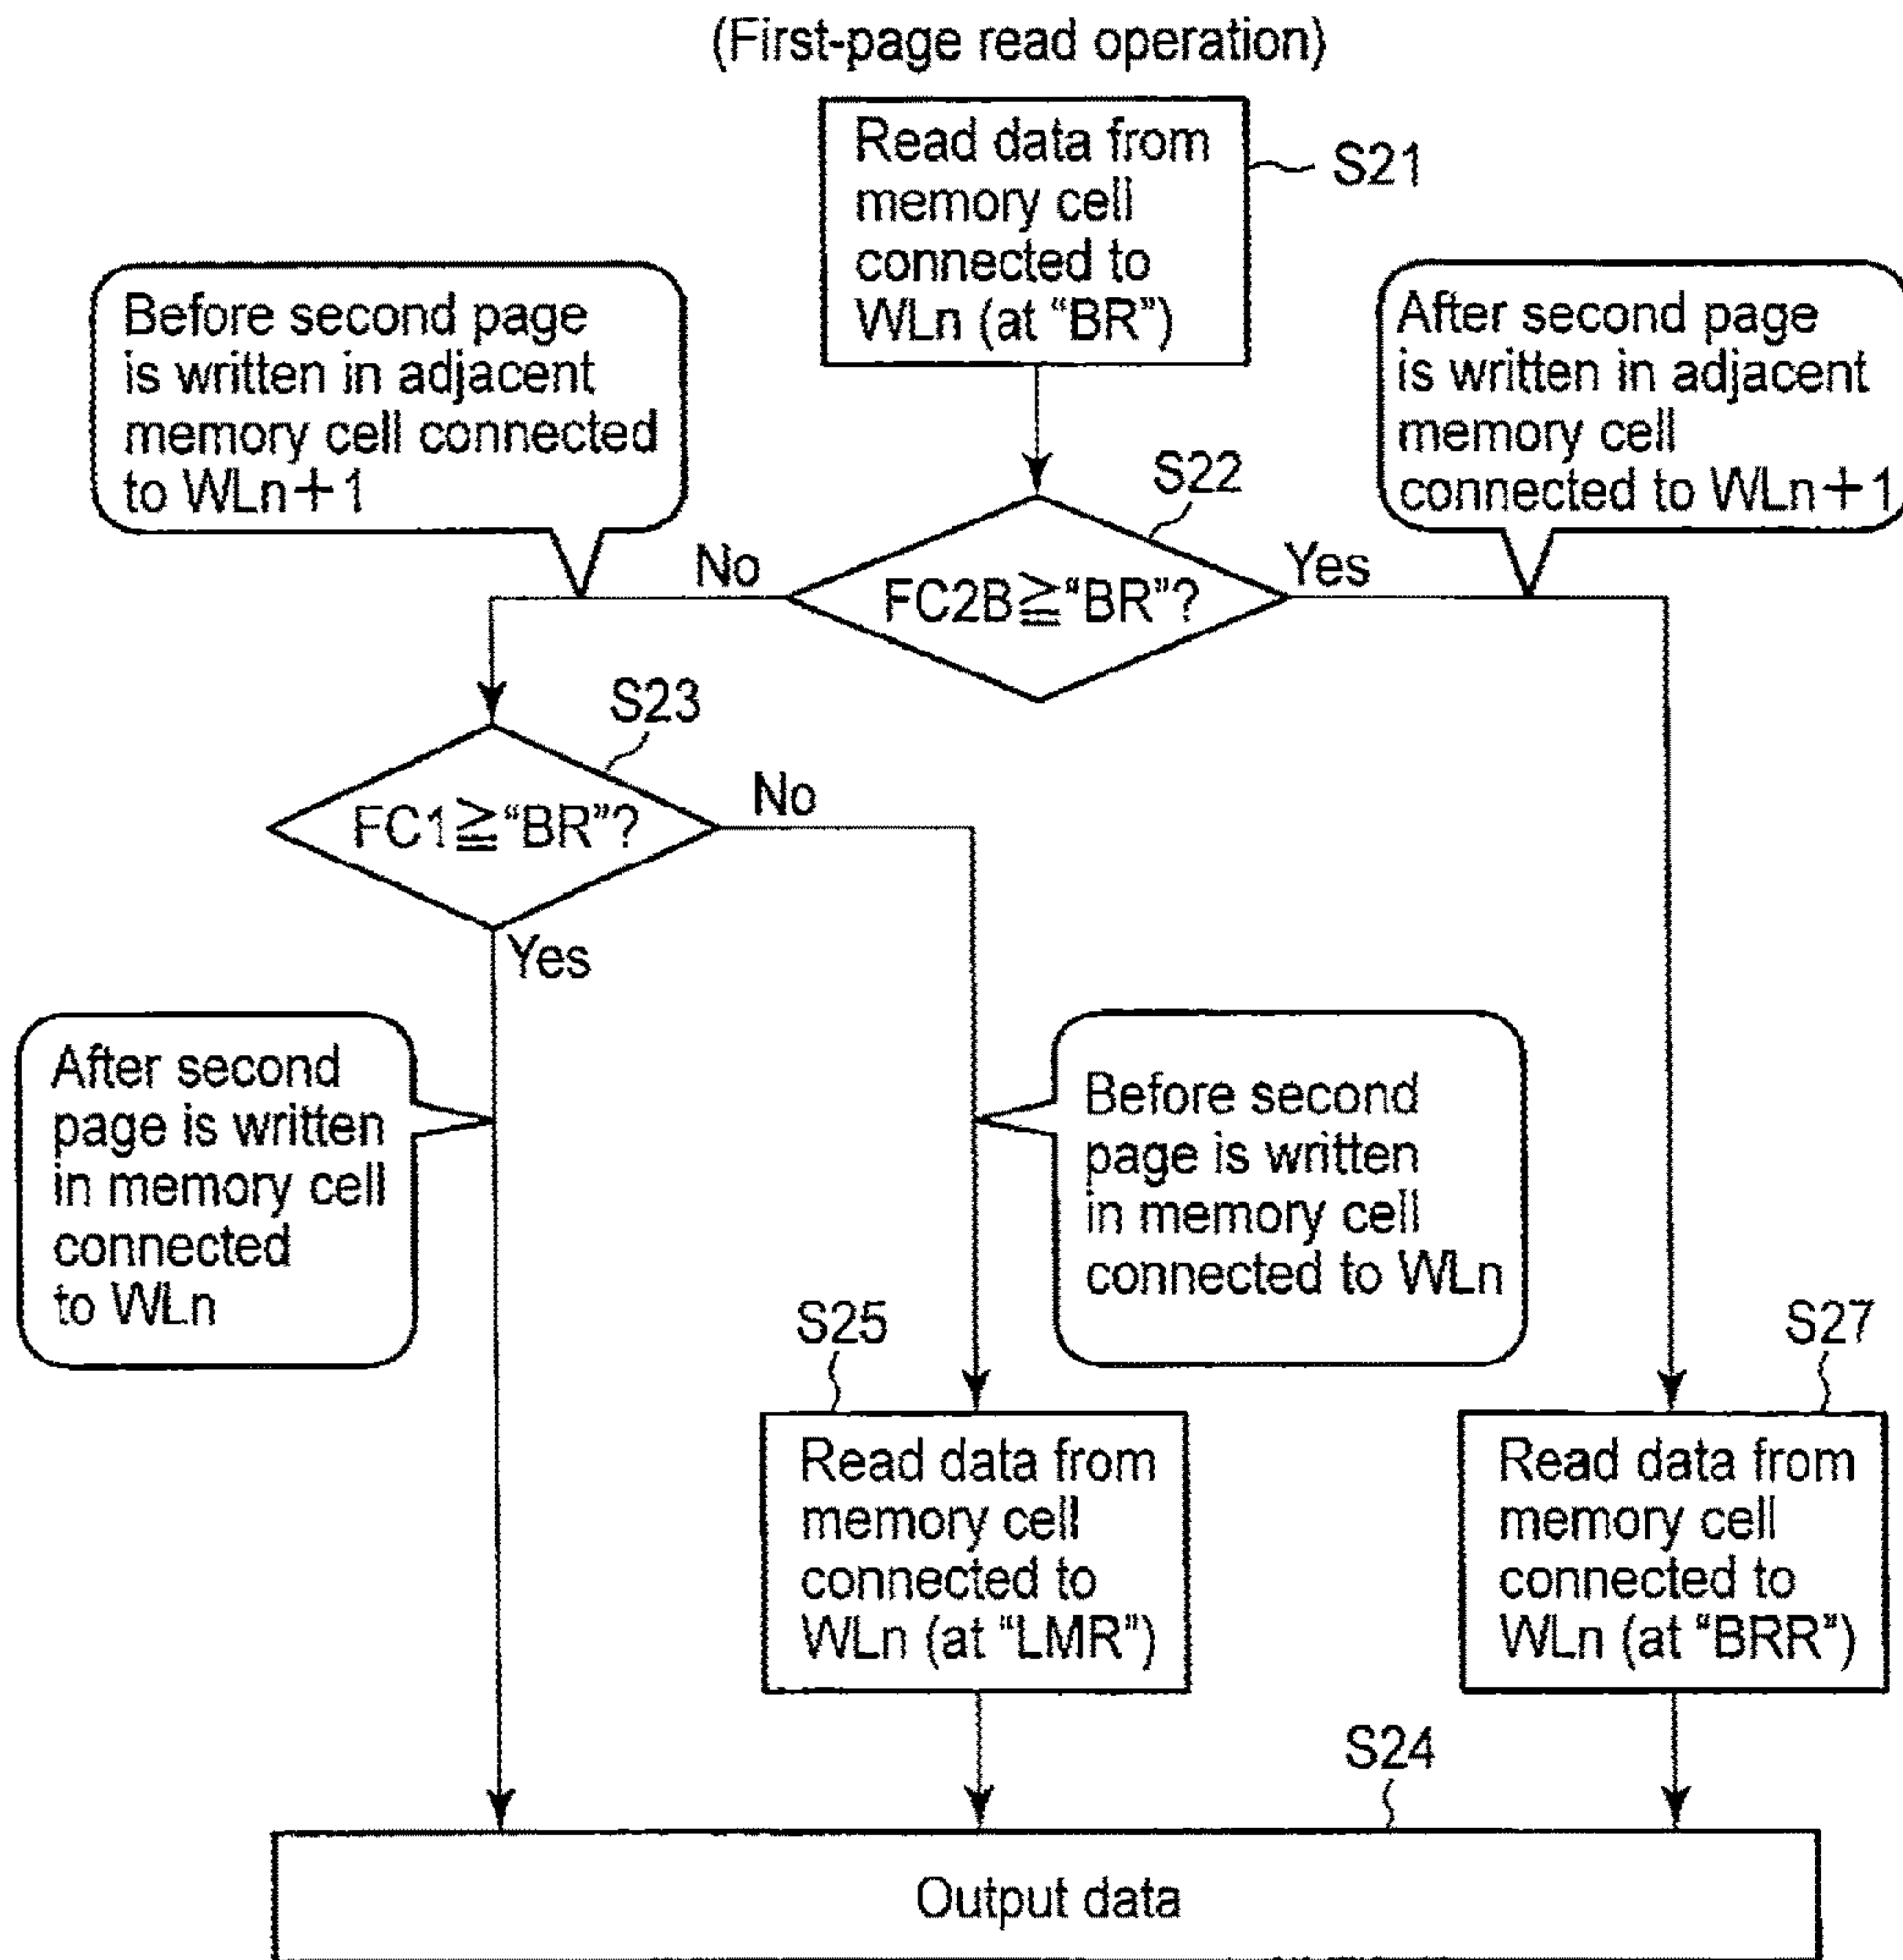 (First-page read operation)
Read data from
memory cell
connected to
WLn (at “BR”)
S21
Before second page
is written in adjacent
memory cell connected
to WLn+1
After second page
is written in adjacent
memory cell
connected to WLn+1
S22
No
FC2B≧“BR”?
Yes
S23
FC1≧“BR”?
No
Yes
After second
page is written
in memory cell
connected
to WLn
Before second
page is written
in memory cell
connected to WLn
S25
Read data from
memory cell
connected to
WLn (at “LMR”)
S27
Read data from
memory cell
connected to
WLn (at “BRR”)
S24
Output data